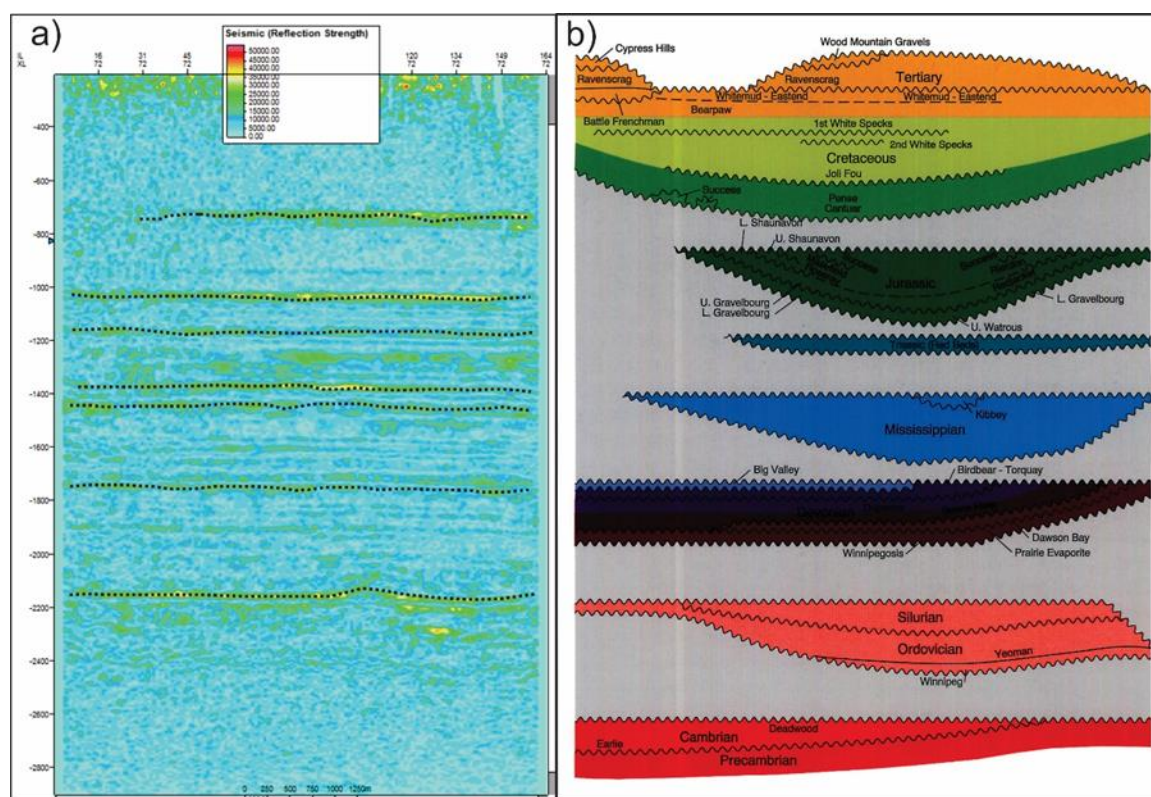 a)
Seismic (Reflection Strength)
50000.00
45000.00
40000.00
35000.00
30000.00
25000.00
20000.00
15000.00
10000.00
5000.00
0.00
IL
XL
16 31 45 120 134 149 164
72 72 72 72 72 72 72
-400
-600
-800
-1000
-1200
-1400
-1600
-1800
-2000
-2200
-2400
-2600
-2800
0 250 500 750 1000 1250m
b)
Cypress Hills
Wood Mountain Gravels
Ravenscrag
Ravenscrag
Tertiary
Whitemud - Eastend
Whitemud - Eastend
Bearpaw
Battle Frenchman
1st White Specks
2nd White Specks
Cretaceous
Joli Fou
Success
Pense
Cantuar
L. Shaunavon
U. Shaunavon
Success
Success
Jurassic
U. Gravelbourg
L. Gravelbourg
L. Gravelbourg
U. Watrous
Triassic (Red Beds)
Kibbey
Mississippian
Big Valley
Birdbear - Torquay
Dawson Bay
Winnipegosis
Prairie Evaporite
Silurian
Ordovician
Yeoman
Winnipeg
Deadwood
Cambrian
Earlie
Precambrian